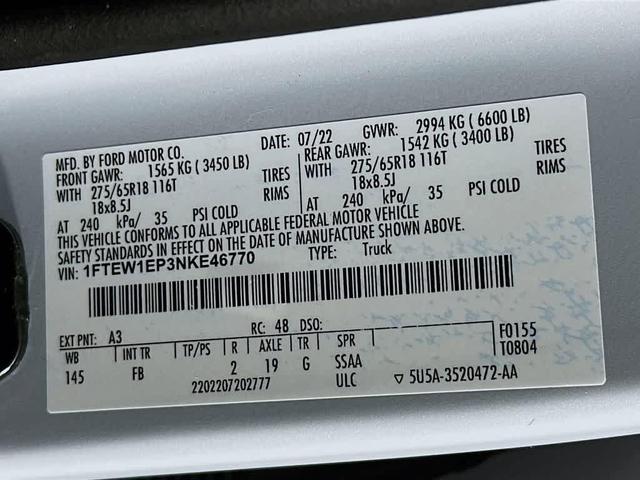 MFD. BY FORD MOTOR CO. DATE: 07/22 GVWR: 2994 KG ( 6600 LB)
FRONT GAWR: 1565 KG ( 3450 LB) REAR GAWR: 1542 KG ( 3400 LB)
WITH 275/65R18 116T TIRES WITH 275/65R18 116T TIRES
18x8.5J RIMS 18x8.5J RIMS
AT 240 kPa/ 35 PSI COLD AT 240 kPa/ 35 PSI COLD
THIS VEHICLE CONFORMS TO ALL APPLICABLE FEDERAL MOTOR VEHICLE
SAFETY STANDARDS IN EFFECT ON THE DATE OF MANUFACTURE SHOWN ABOVE.
VIN: 1FTEW1EP3NKE46770 TYPE: Truck
EXT PNT: A3 RC: 48 DSO: F0155
WB INT TR TP/PS R AXLE TR SPR T0804
145 FB 2 19 G SSAA
2202207202777 ULC ▽ 5U5A-3520472-AA